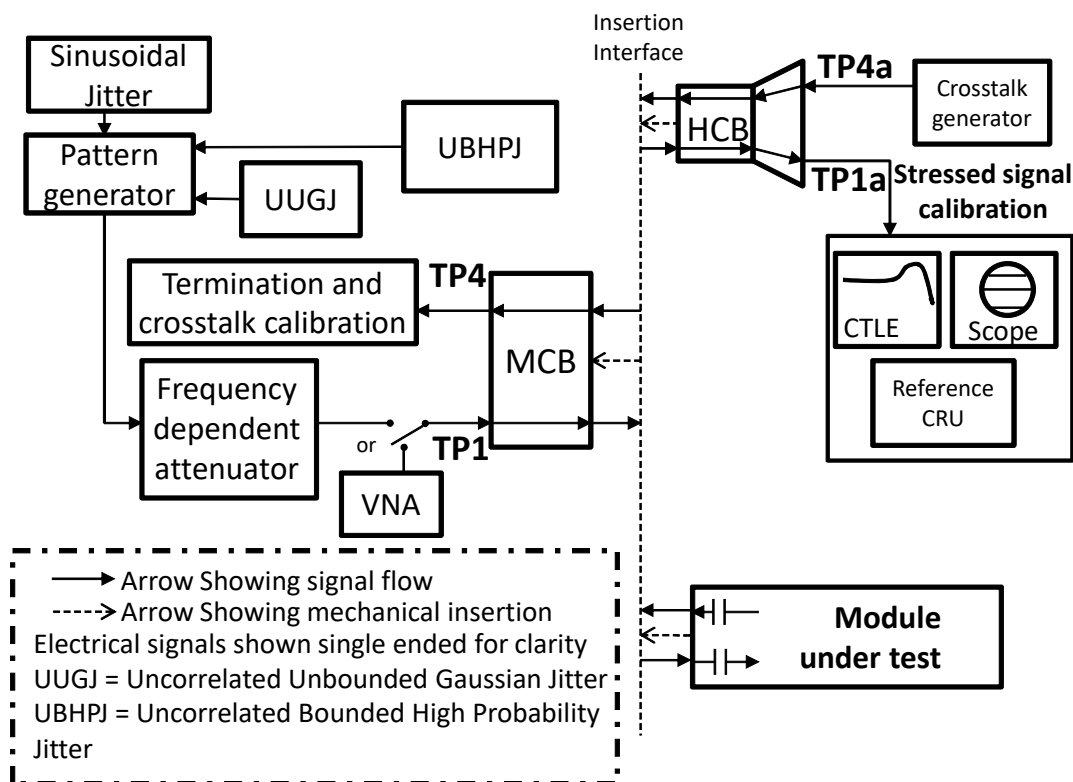 Insertion
Interface
Sinusoidal
Jitter
Pattern
generator
UBHPJ
UUGJ
HCB
TP4a
Crosstalk
generator
TP1a
Stressed signal
calibration
CTLE
Scope
Reference
CRU
Termination and
crosstalk calibration
TP4
MCB
Frequency
dependent
attenuator
or
TP1
VNA
Arrow Showing signal flow
Arrow Showing mechanical insertion
Electrical signals shown single ended for clarity
UUGJ = Uncorrelated Unbounded Gaussian Jitter
UBHPJ = Uncorrelated Bounded High Probability
Jitter
Module
under test